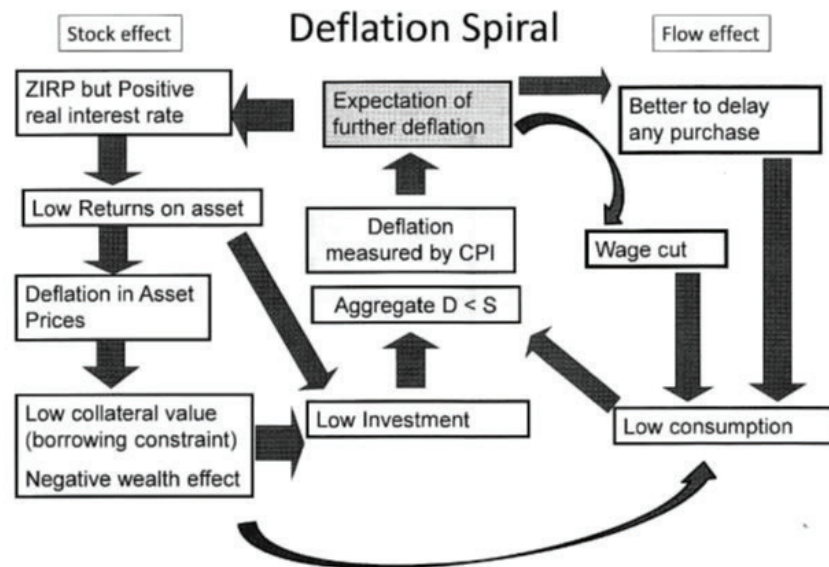 Stock effect
Deflation Spiral
Flow effect
ZIRP but Positive
real interest rate
Expectation of
further deflation
Better to delay
any purchase
Low Returns on asset
Deflation
measured by CPI
Wage cut
Deflation in Asset
Prices
Aggregate D < S
Low collateral value
(borrowing constraint)
Negative wealth effect
Low Investment
Low consumption